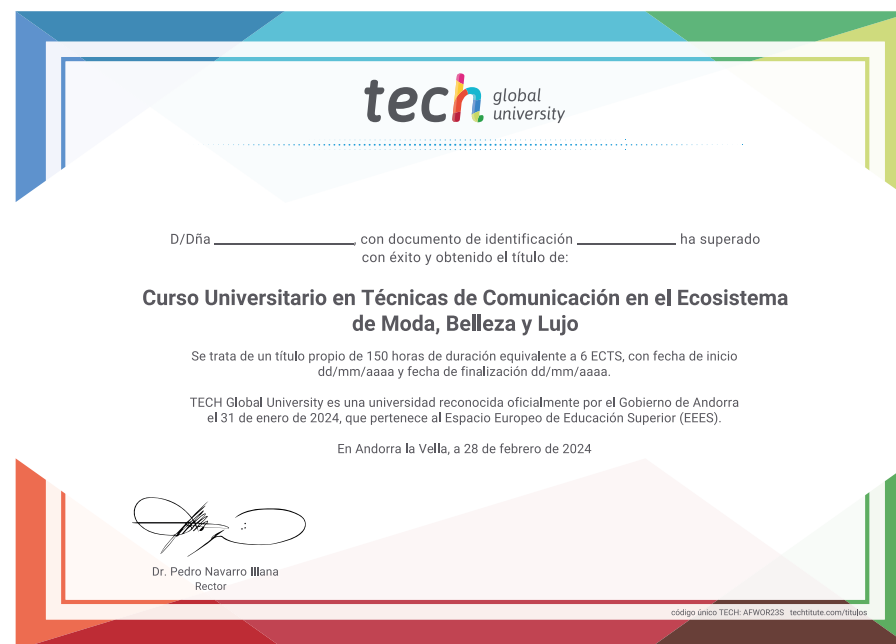 tech global university
D/Dña ______________, con documento de identificación ______________ ha superado
con éxito y obtenido el título de:
Curso Universitario en Técnicas de Comunicación en el Ecosistema
de Moda, Belleza y Lujo
Se trata de un título propio de 150 horas de duración equivalente a 6 ECTS, con fecha de inicio
dd/mm/aaaa y fecha de finalización dd/mm/aaaa.
TECH Global University es una universidad reconocida oficialmente por el Gobierno de Andorra
el 31 de enero de 2024, que pertenece al Espacio Europeo de Educación Superior (EEES).
En Andorra la Vella, a 28 de febrero de 2024
Dr. Pedro Navarro Illana
Rector
código único TECH: AFWOR23S techtitute.com/titulos